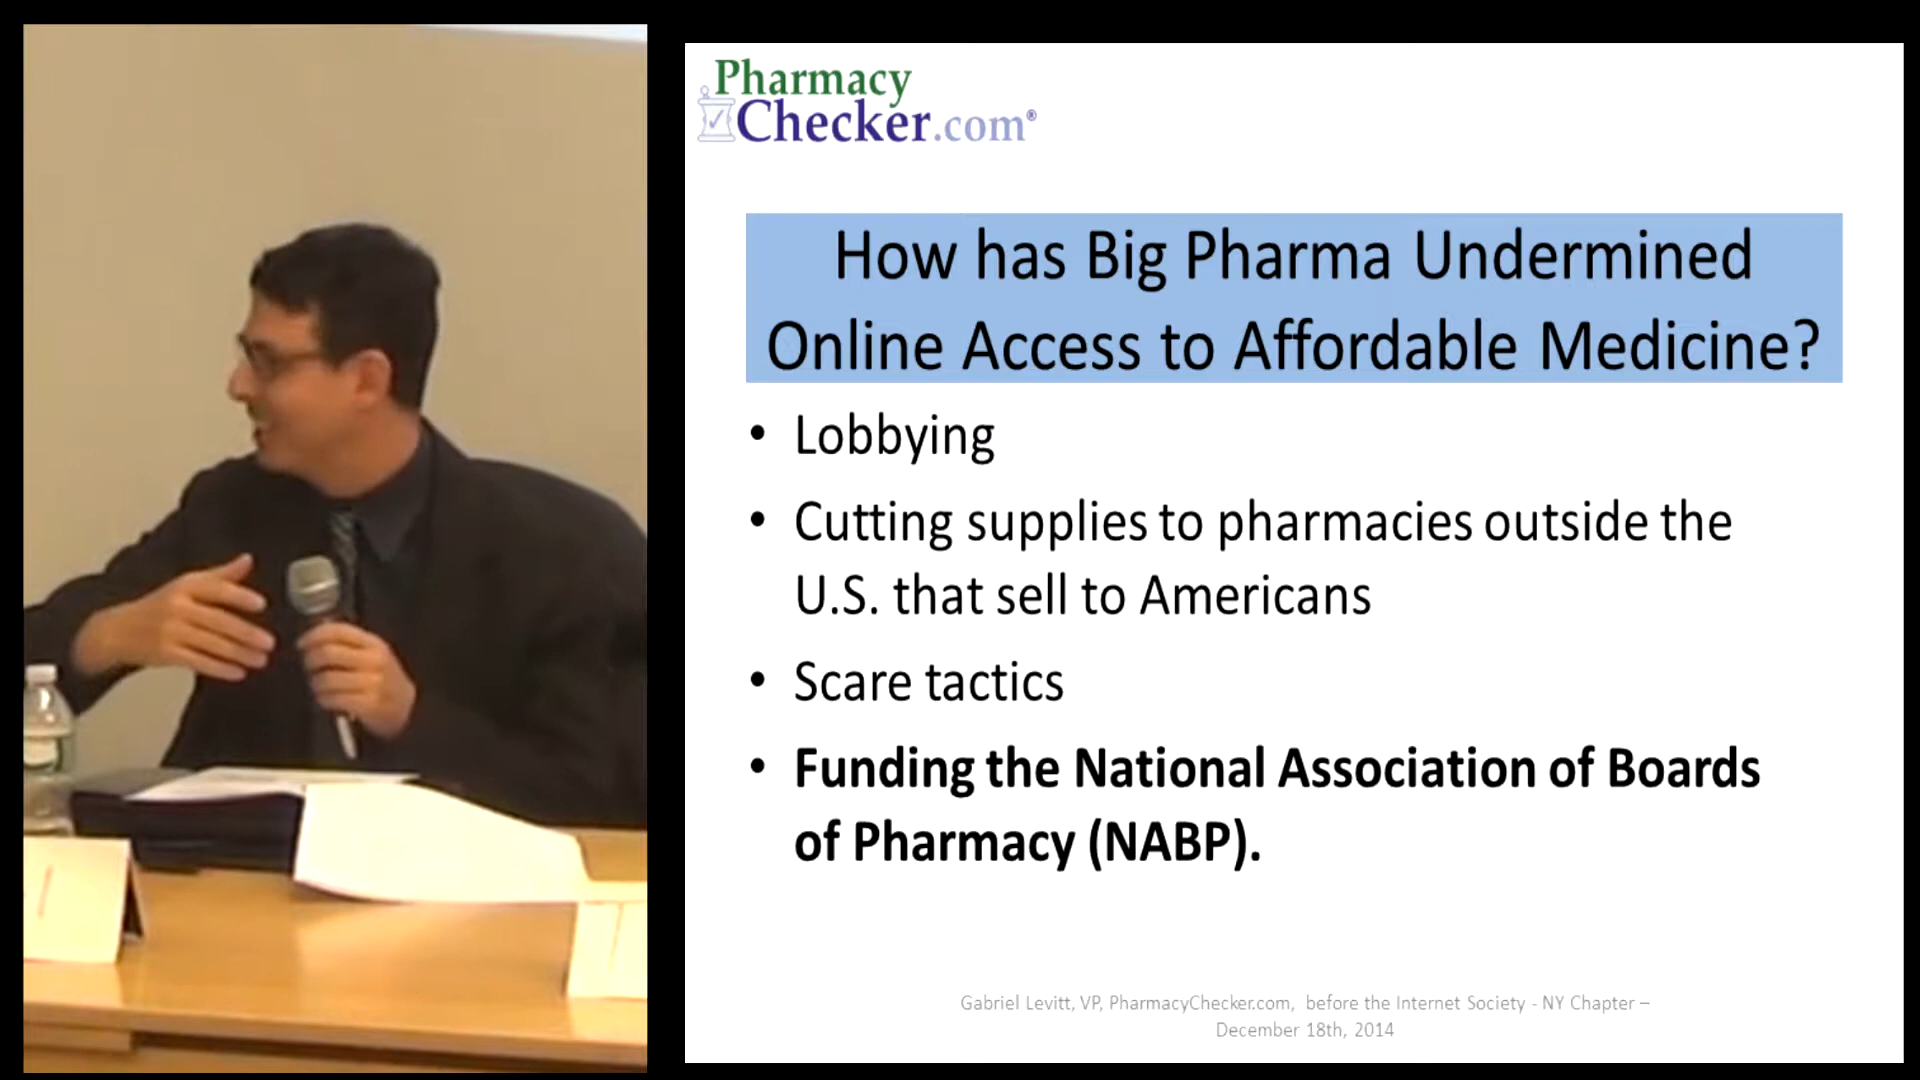 Pharmacy
Checker.com®
How has Big Pharma Undermined
Online Access to Affordable Medicine?
• Lobbying
• Cutting supplies to pharmacies outside the
U.S. that sell to Americans
• Scare tactics
• Funding the National Association of Boards
of Pharmacy (NABP).
Gabriel Levitt, VP, PharmacyChecker.com, before the Internet Society - NY Chapter –
December 18th, 2014